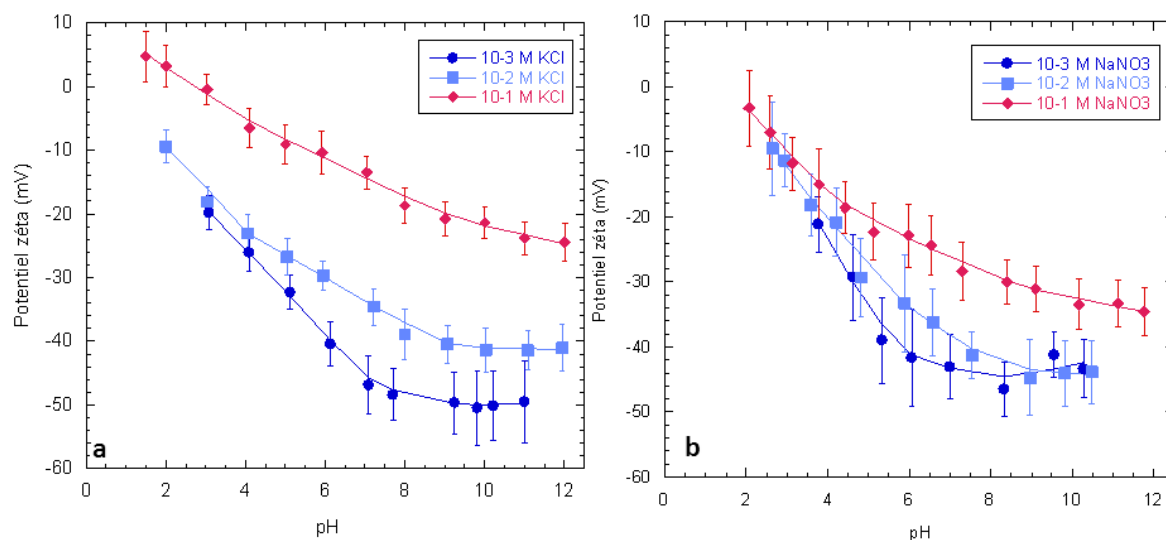 10
0
-10
-20
-30
-40
-50
-60
Potentiel zéta (mV)
10-3 M KCl
10-2 M KCl
10-1 M KCl
a
0
2
4
6
8
10
12
pH
10
0
-10
-20
-30
-40
-50
-60
Potentiel zéta (mV)
10-3 M NaNO3
10-2 M NaNO3
10-1 M NaNO3
b
0
2
4
6
8
10
12
pH